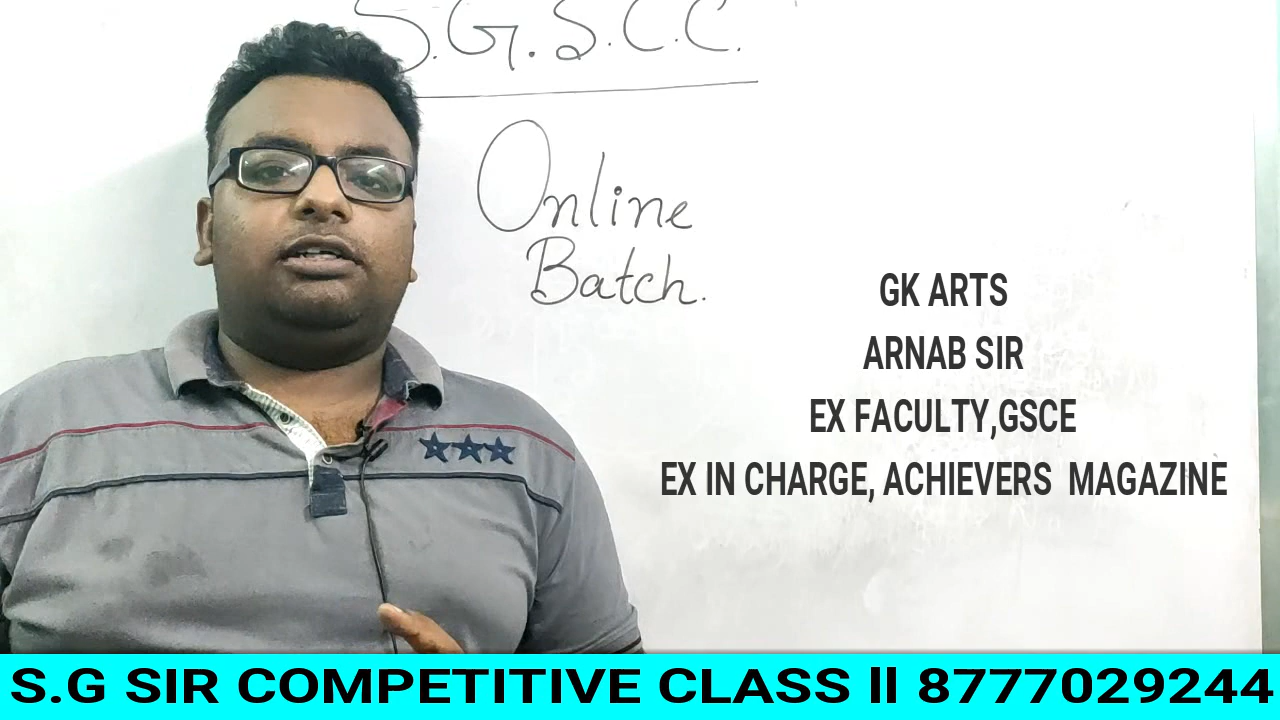 S.G.S.C.C.
Online
Batch.
GK ARTS
ARNAB SIR
EX FACULTY,GSCE
EX IN CHARGE, ACHIEVERS MAGAZINE
S.G SIR COMPETITIVE CLASS ll 8777029244